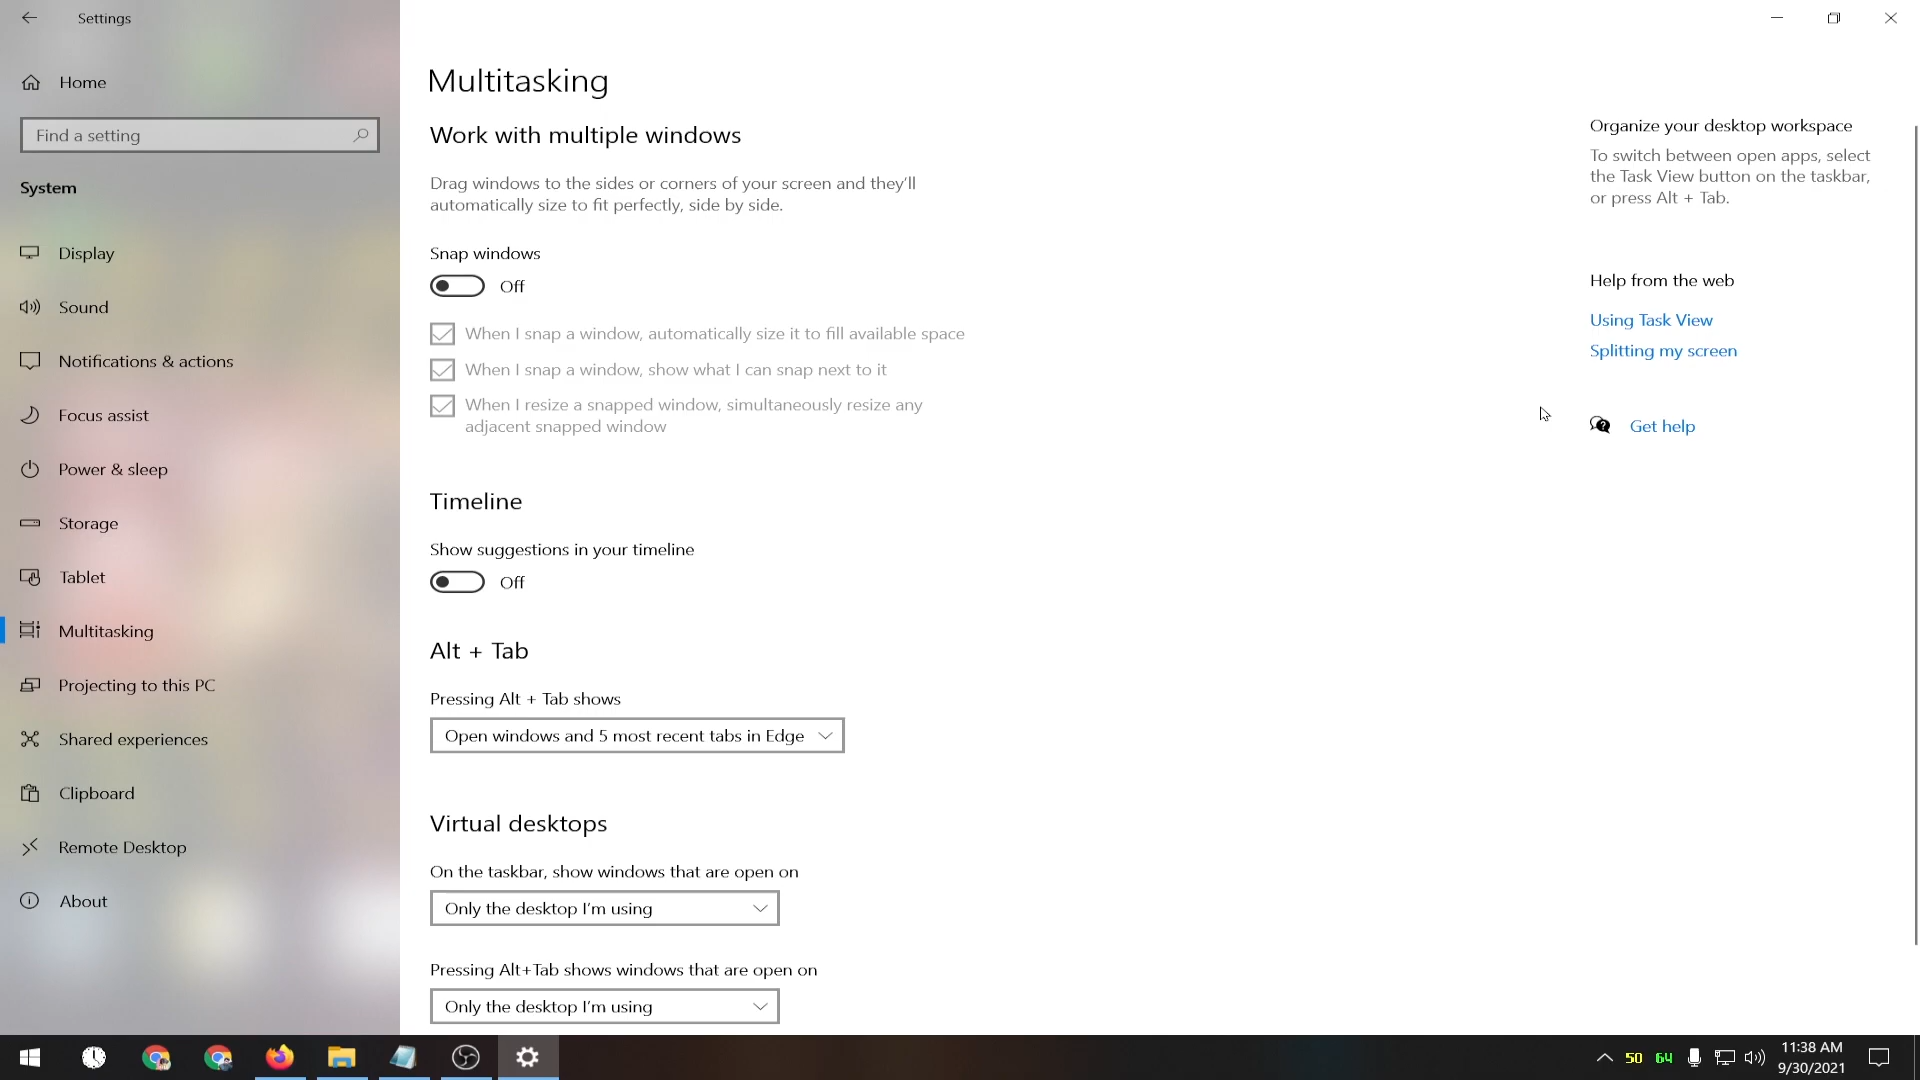 Settings
Home
Find a setting
System
Display
Sound
Notifications & actions
Focus assist
Power & sleep
Storage
Tablet
Multitasking
Projecting to this PC
Shared experiences
Clipboard
Remote Desktop
About
Multitasking
Work with multiple windows
Drag windows to the sides or corners of your screen and they'll
automatically size to fit perfectly, side by side.
Snap windows
Off
When I snap a window, automatically size it to fill available space
When I snap a window, show what I can snap next to it
When I resize a snapped window, simultaneously resize any
adjacent snapped window
Timeline
Show suggestions in your timeline
Off
Alt + Tab
Pressing Alt + Tab shows
Open windows and 5 most recent tabs in Edge
Virtual desktops
On the taskbar, show windows that are open on
Only the desktop I'm using
Pressing Alt+Tab shows windows that are open on
Only the desktop I'm using
Organize your desktop workspace
To switch between open apps, select
the Task View button on the taskbar,
or press Alt + Tab.
Help from the web
Using Task View
Splitting my screen
Get help
50 64
11:38 AM
9/30/2021